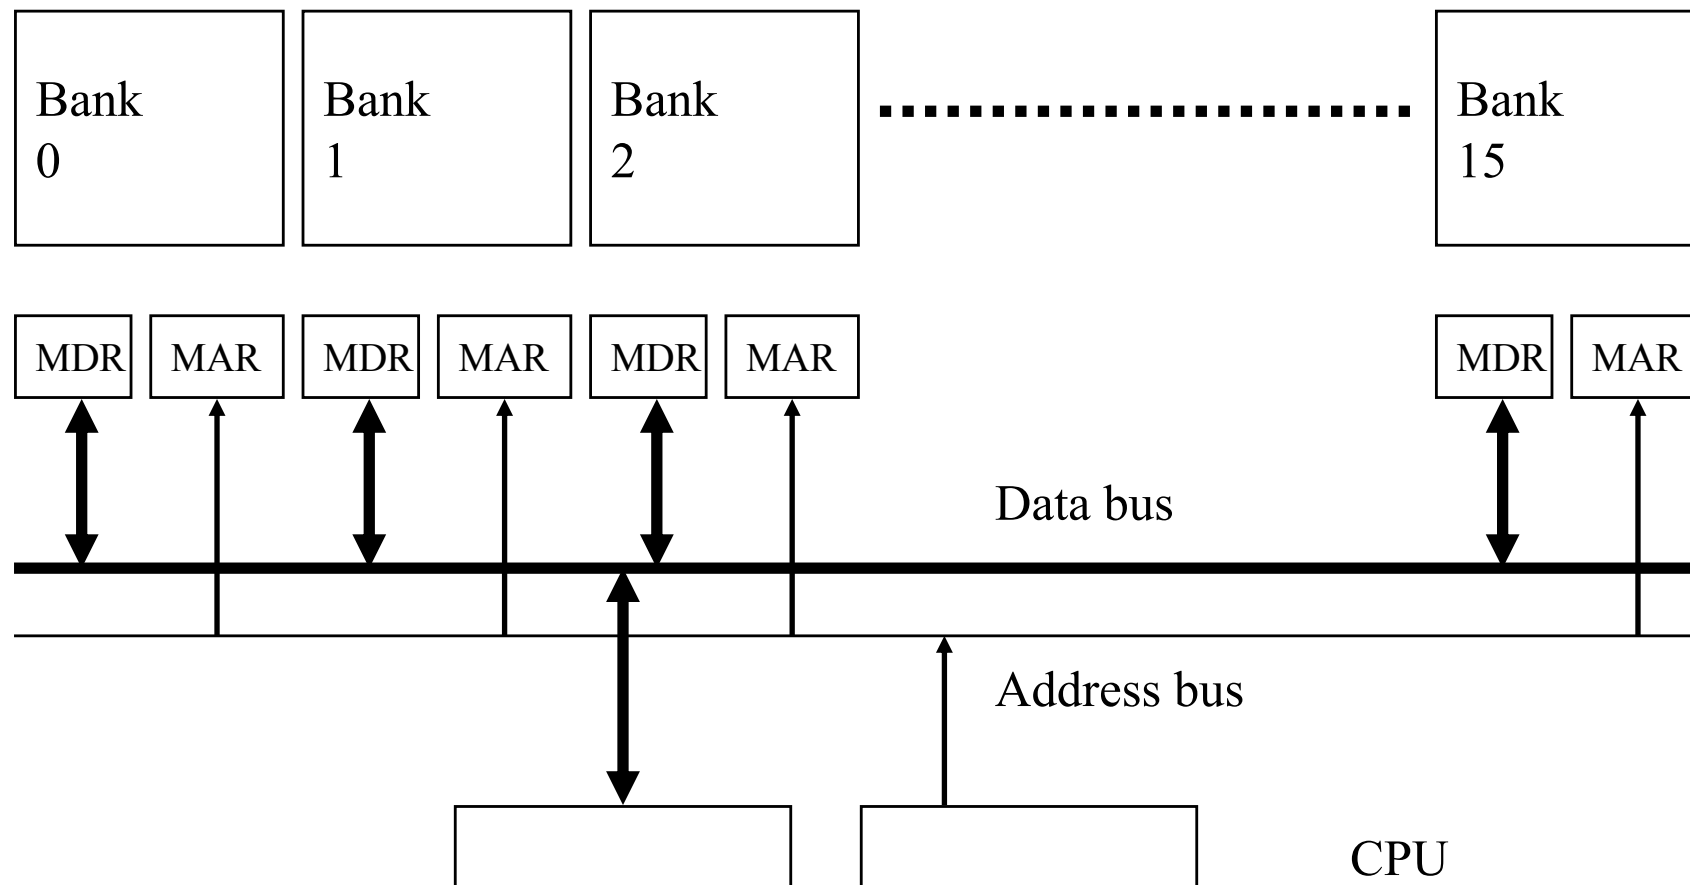 Bank
0
Bank
1
Bank
2
Bank
15
MDR
MAR
MDR
MAR
MDR
MAR
MDR
MAR
Data bus
Address bus
CPU